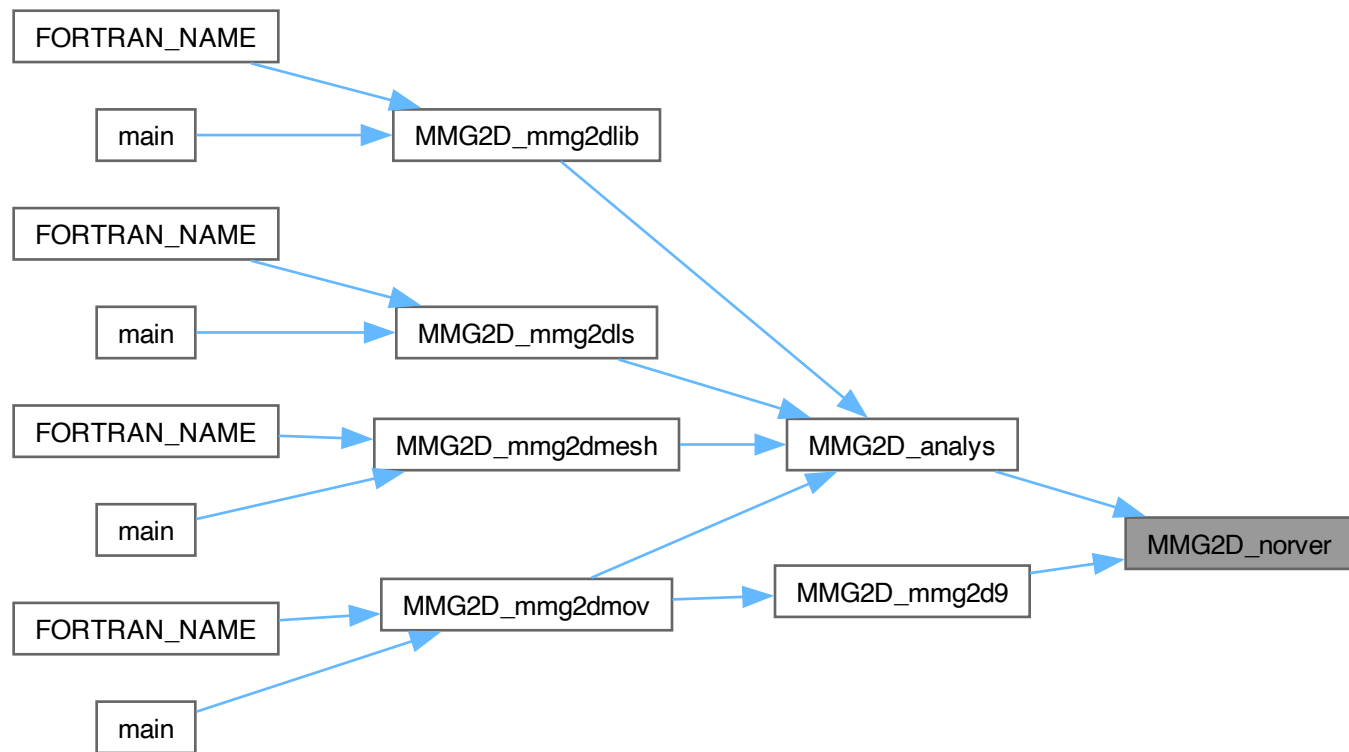 FORTRAN_NAME
main
MMG2D_mmg2dlib
FORTRAN_NAME
main
MMG2D_mmg2dls
FORTRAN_NAME
MMG2D_mmg2dmesh
MMG2D_analys
main
MMG2D_norver
MMG2D_mmg2d9
MMG2D_mmg2dmov
FORTRAN_NAME
main